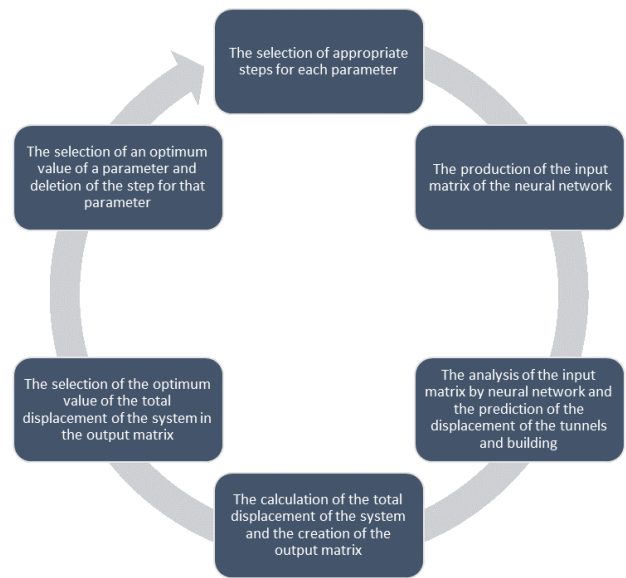 The selection of appropriate
steps for each parameter
The production of the input
matrix of the neural network
The analysis of the input
matrix by neural network and
the prediction of the
displacement of the tunnels
and building
The calculation of the total
displacement of the system
and the creation of the
output matrix
The selection of the optimum
value of the total
displacement of the system in
the output matrix
The selection of an optimum
value of a parameter and
deletion of the step for that
parameter